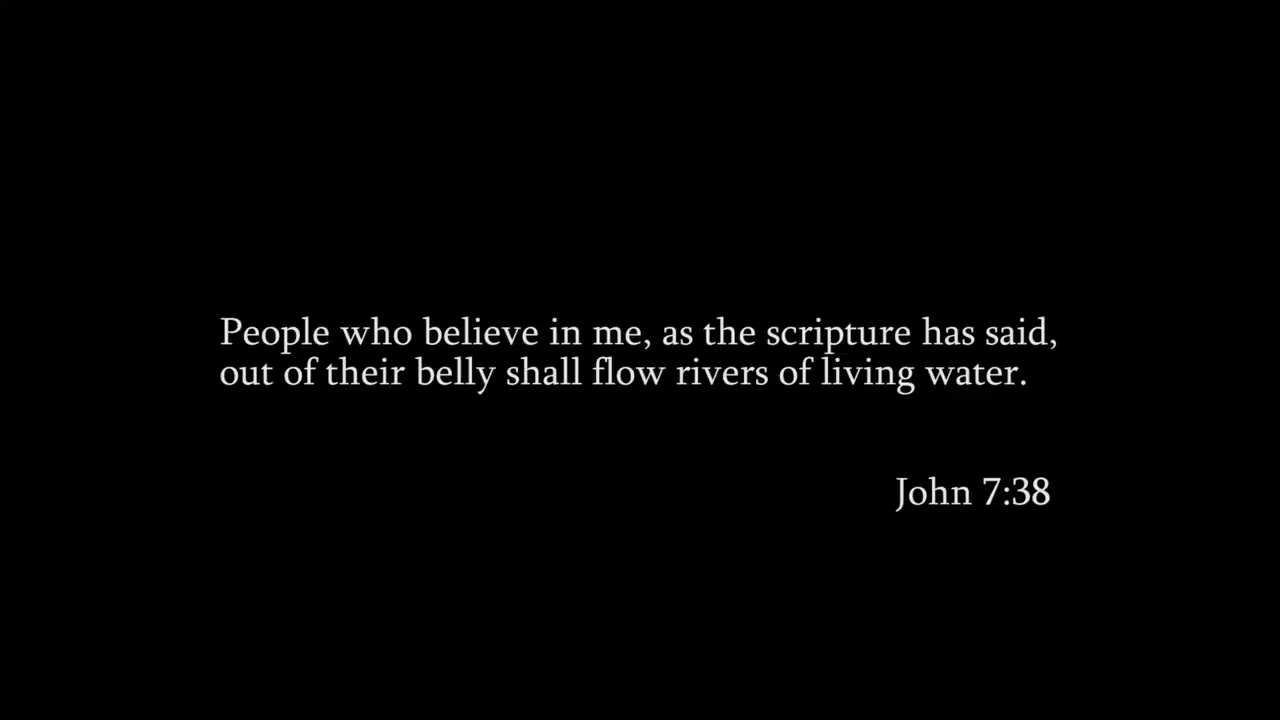 People who believe in me, as the scripture has said,
out of their belly shall flow rivers of living water.
John 7:38